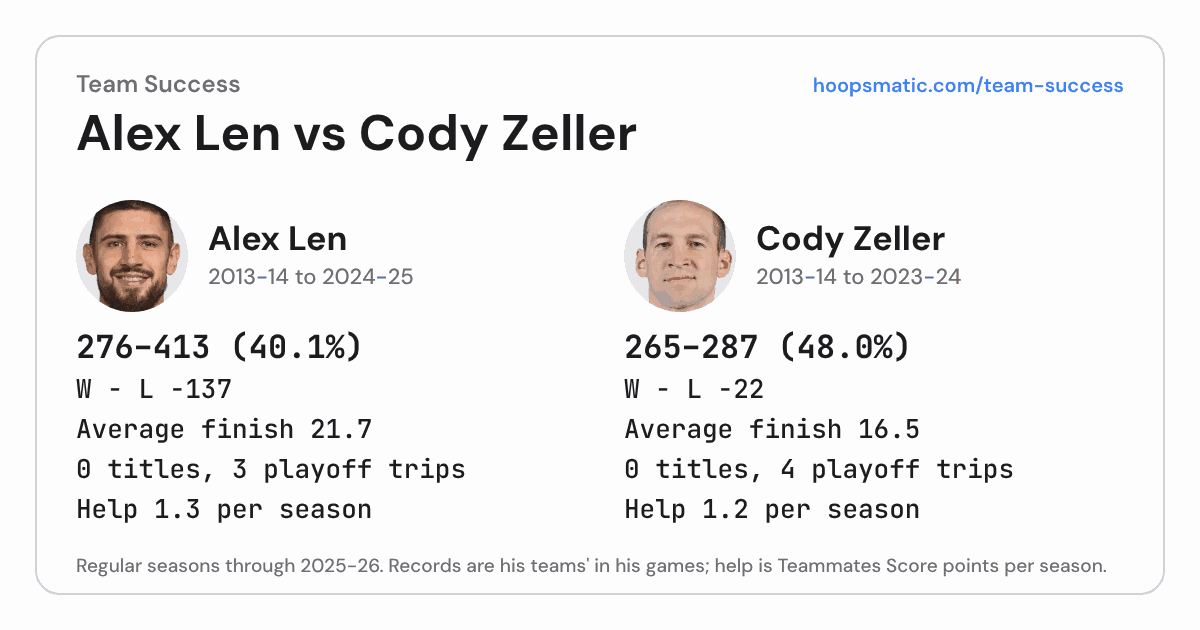 Team Success
hoopsmatic.com/team-success
Alex Len vs Cody Zeller
Alex Len
2013-14 to 2024-25
276-413 (40.1%)
W - L -137
Average finish 21.7
0 titles, 3 playoff trips
Help 1.3 per season
Cody Zeller
2013-14 to 2023-24
265-287 (48.0%)
W - L -22
Average finish 16.5
0 titles, 4 playoff trips
Help 1.2 per season
Regular seasons through 2025-26. Records are his teams' in his games; help is Teammates Score points per season.